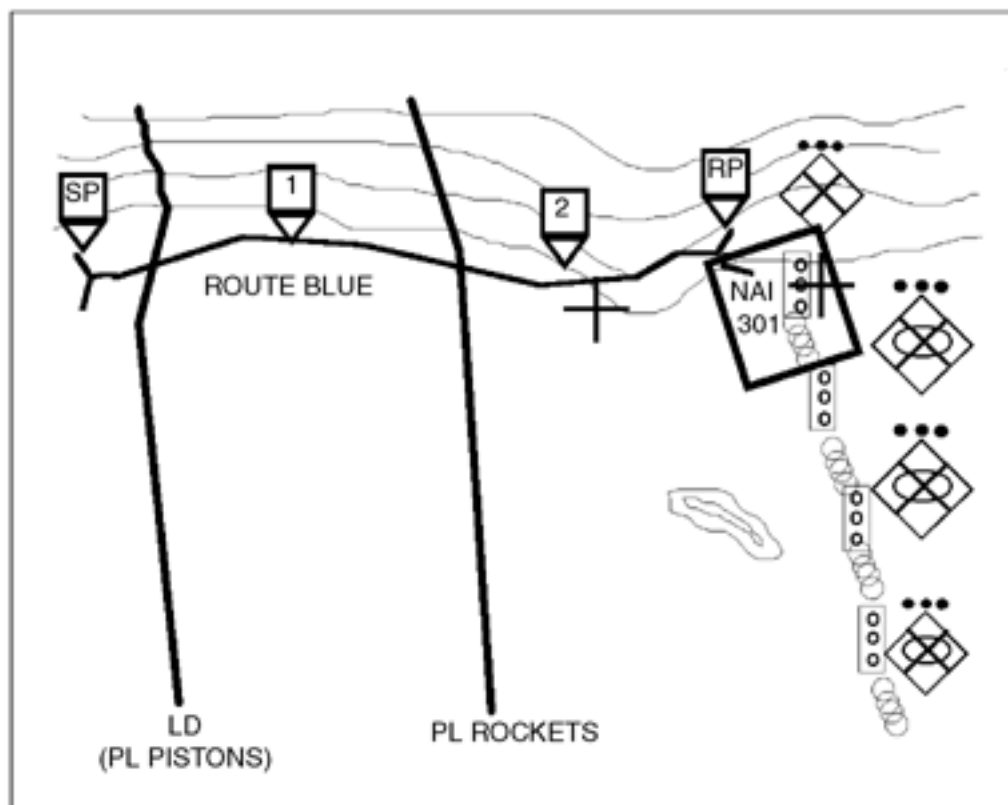 SP
1
2
RP
ROUTE BLUE
NAI
301
LD
(PL PISTONS)
PL ROCKETS